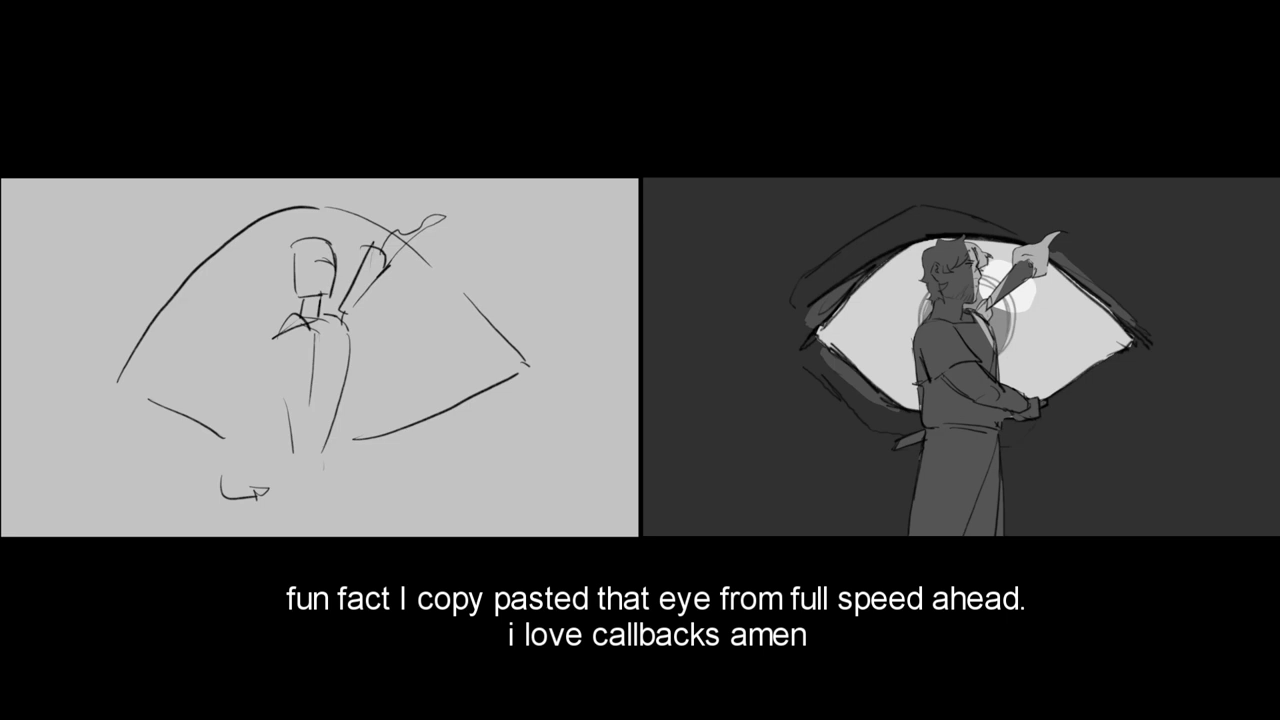 fun fact I copy pasted that eye from full speed ahead.
i love callbacks amen